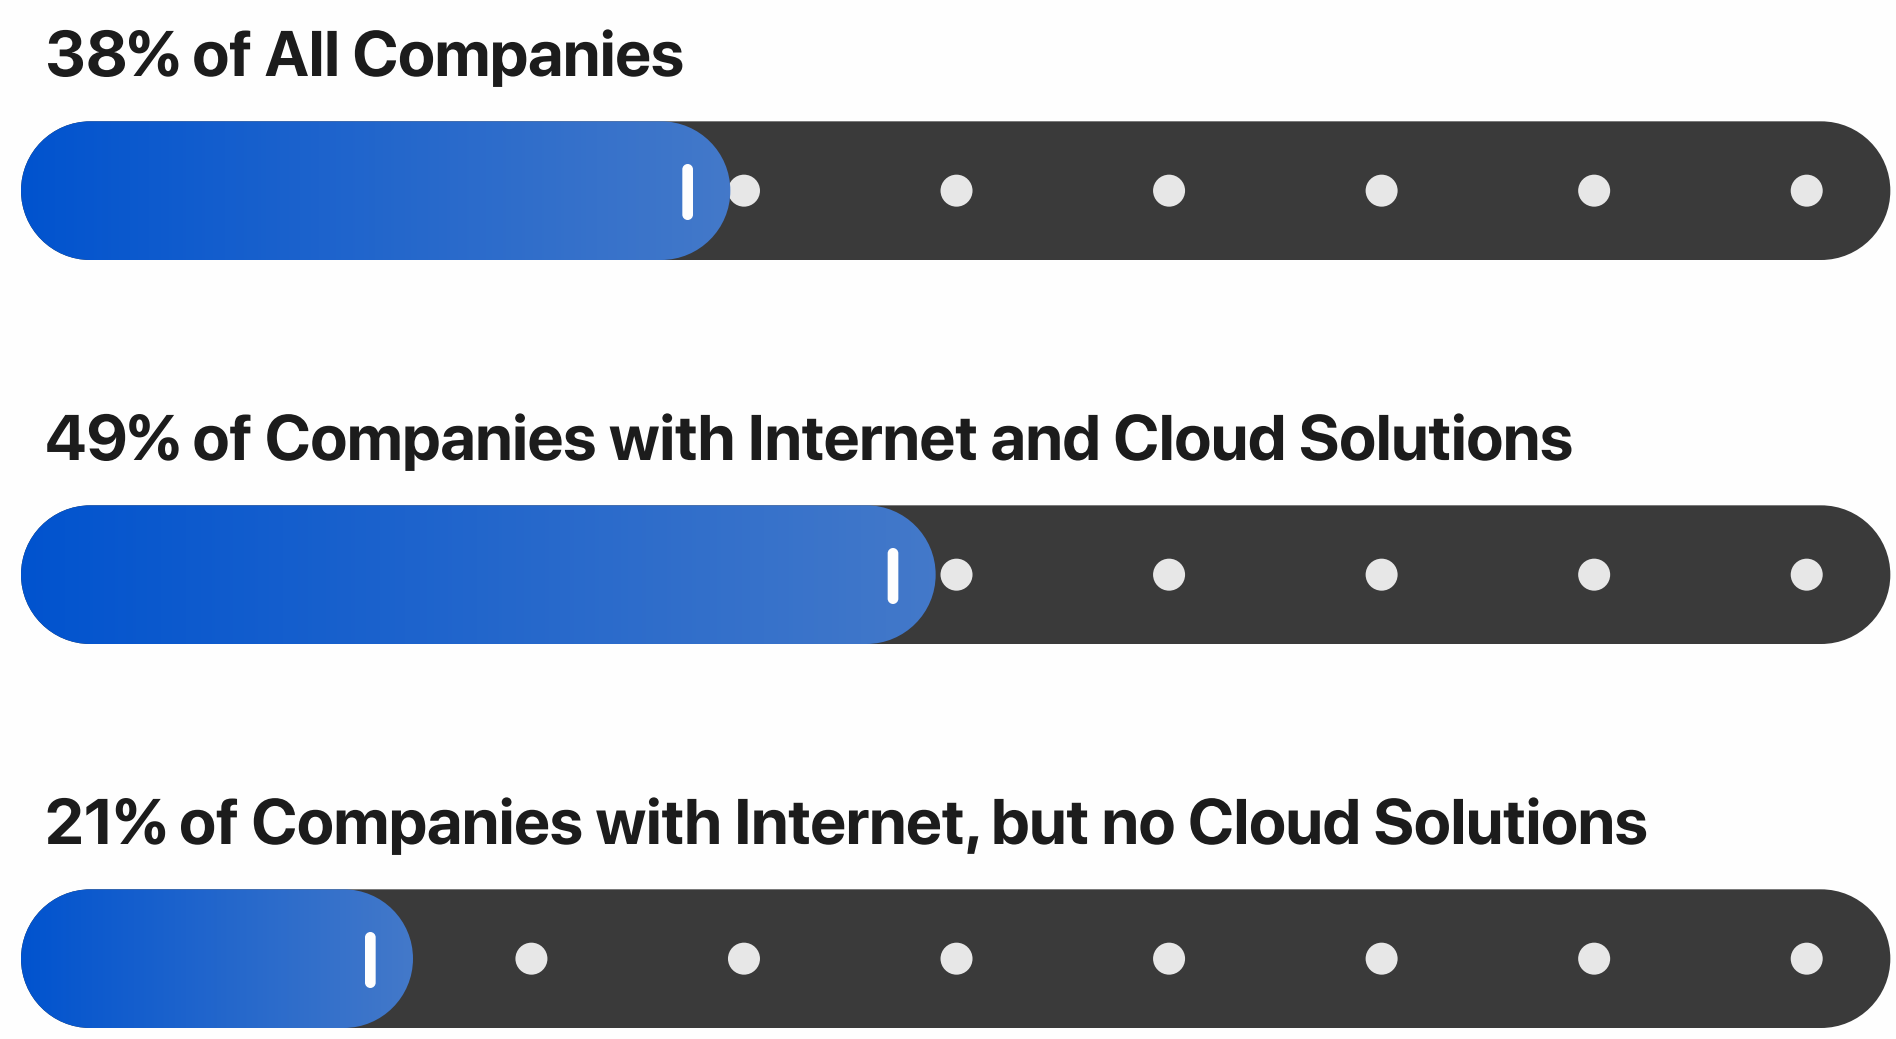 38% of All Companies
49% of Companies with Internet and Cloud Solutions
21% of Companies with Internet, but no Cloud Solutions